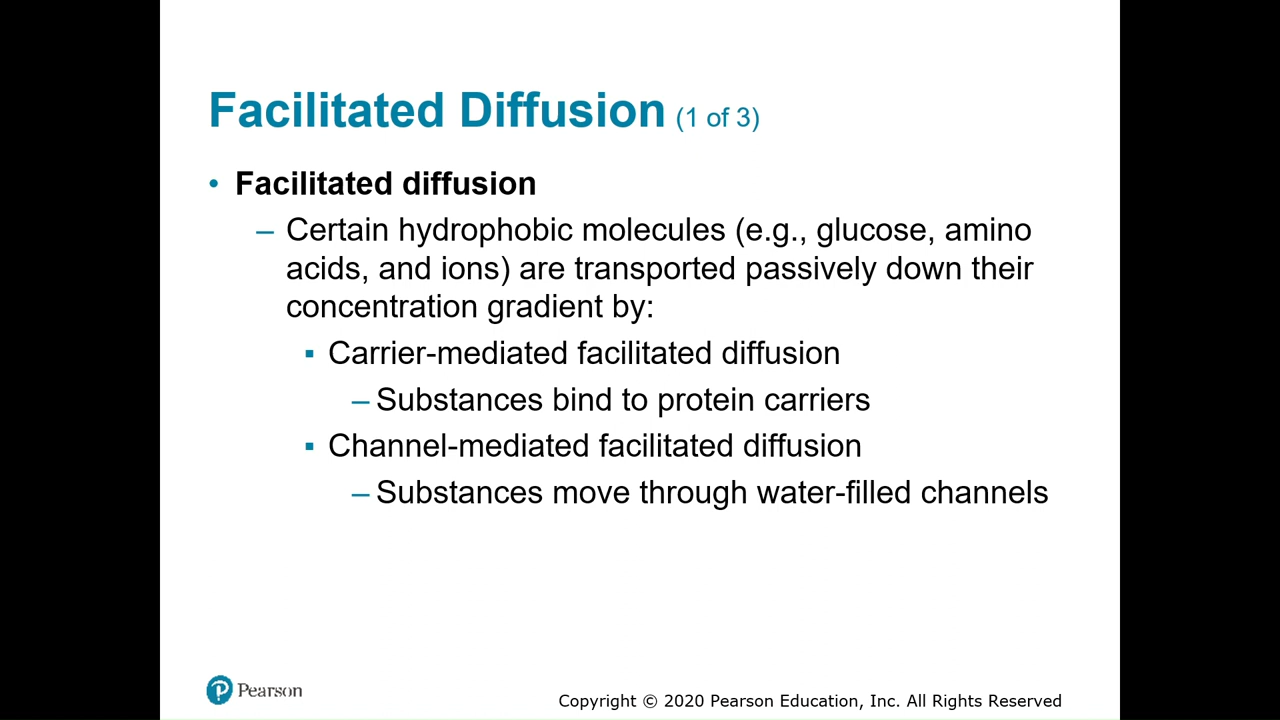 Facilitated Diffusion (1 of 3)
• Facilitated diffusion
– Certain hydrophobic molecules (e.g., glucose, amino
acids, and ions) are transported passively down their
concentration gradient by:
▪ Carrier-mediated facilitated diffusion
– Substances bind to protein carriers
▪ Channel-mediated facilitated diffusion
– Substances move through water-filled channels
P Pearson
Copyright © 2020 Pearson Education, Inc. All Rights Reserved